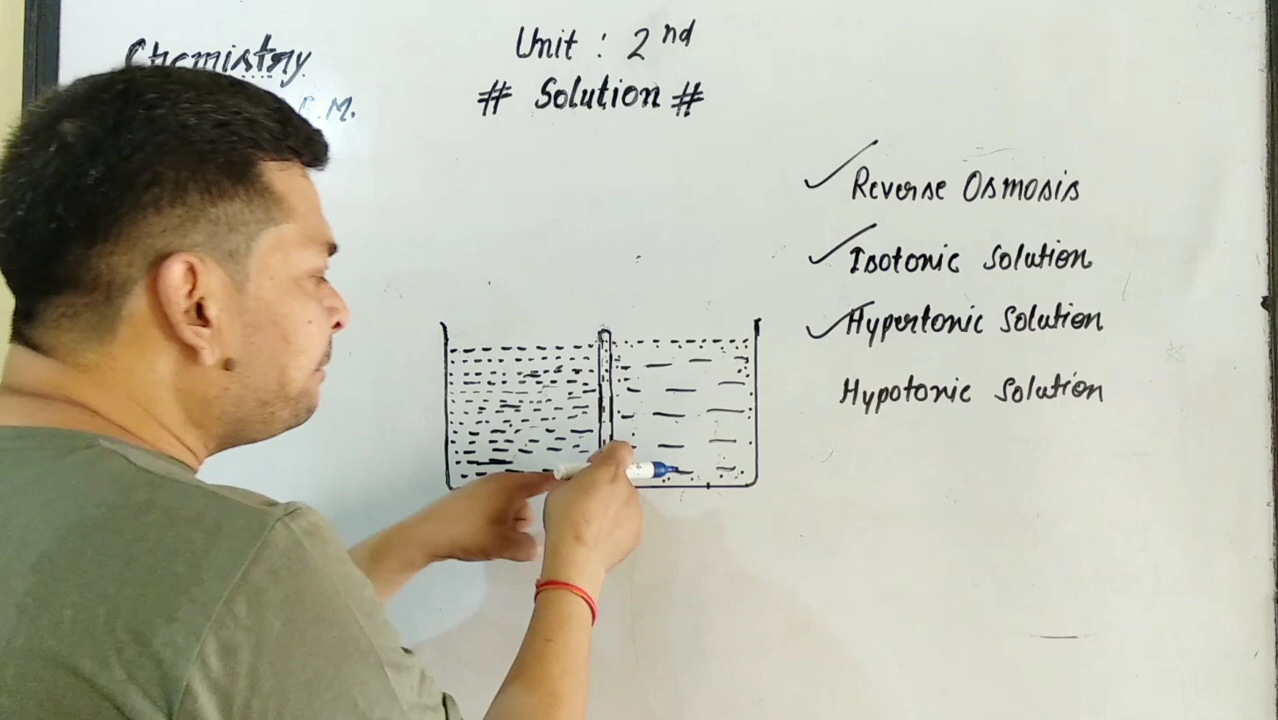 Chemistry
Unit : 2nd
# Solution #
.M.
Reverse Osmosis
Isotonic Solution
Hypertonic Solution
Hypotonic Solution